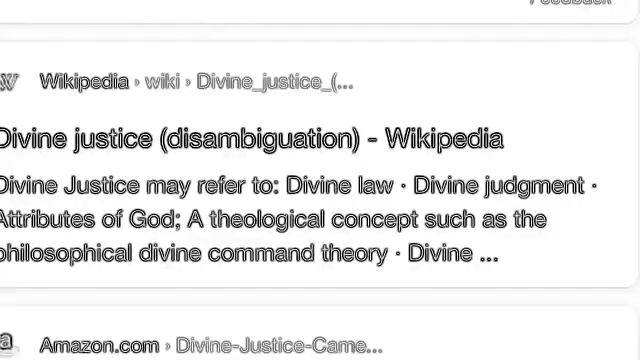 Feedback
Wikipedia › wiki › Divine_justice_(...
Divine justice (disambiguation) - Wikipedia
Divine Justice may refer to: Divine law · Divine judgment ·
Attributes of God; A theological concept such as the
philosophical divine command theory · Divine ...
Amazon.com › Divine-Justice-Came...